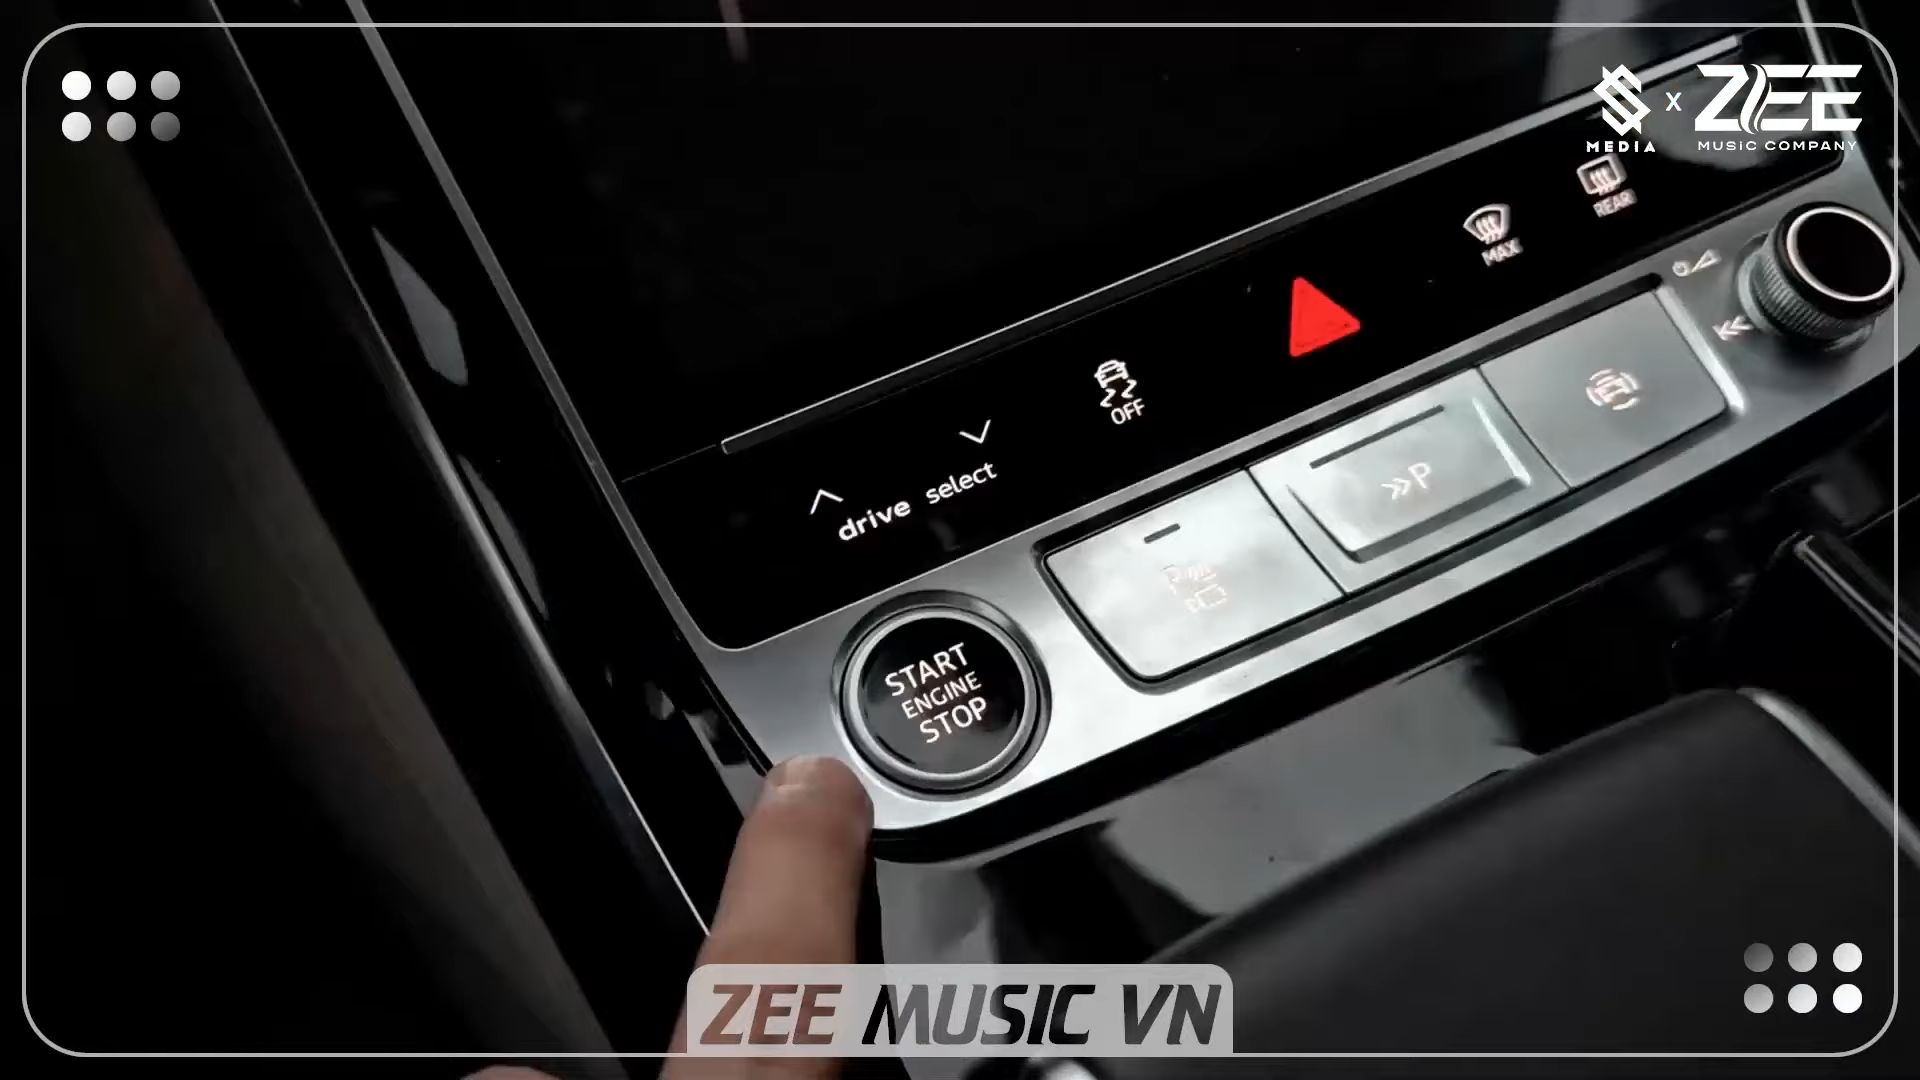 ZEE
X
MEDIA
MUSIC COMPANY
REAR
MAX
OFF
drive select
P
START
ENGINE
STOP
ZEE MUSIC VN